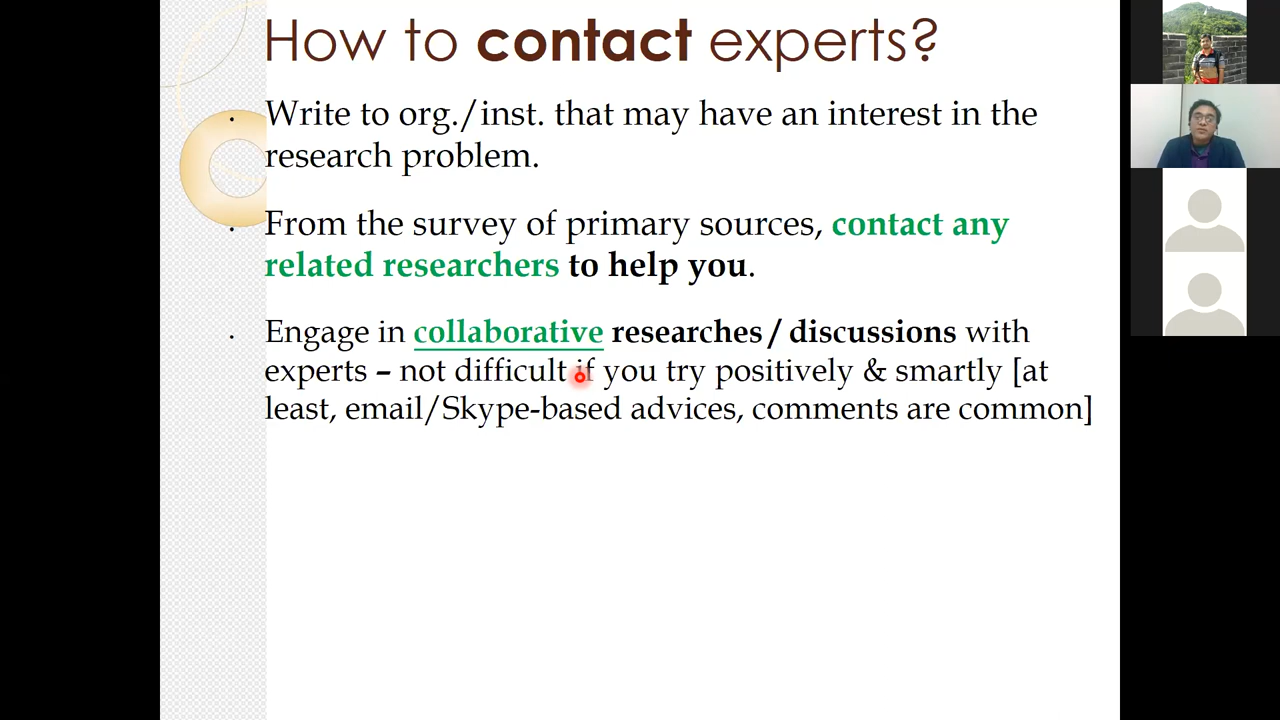 How to contact experts?
• Write to org./inst. that may have an interest in the
research problem.
• From the survey of primary sources, contact any
related researchers to help you.
• Engage in collaborative researches / discussions with
experts – not difficult if you try positively & smartly [at
least, email/Skype-based advices, comments are common]